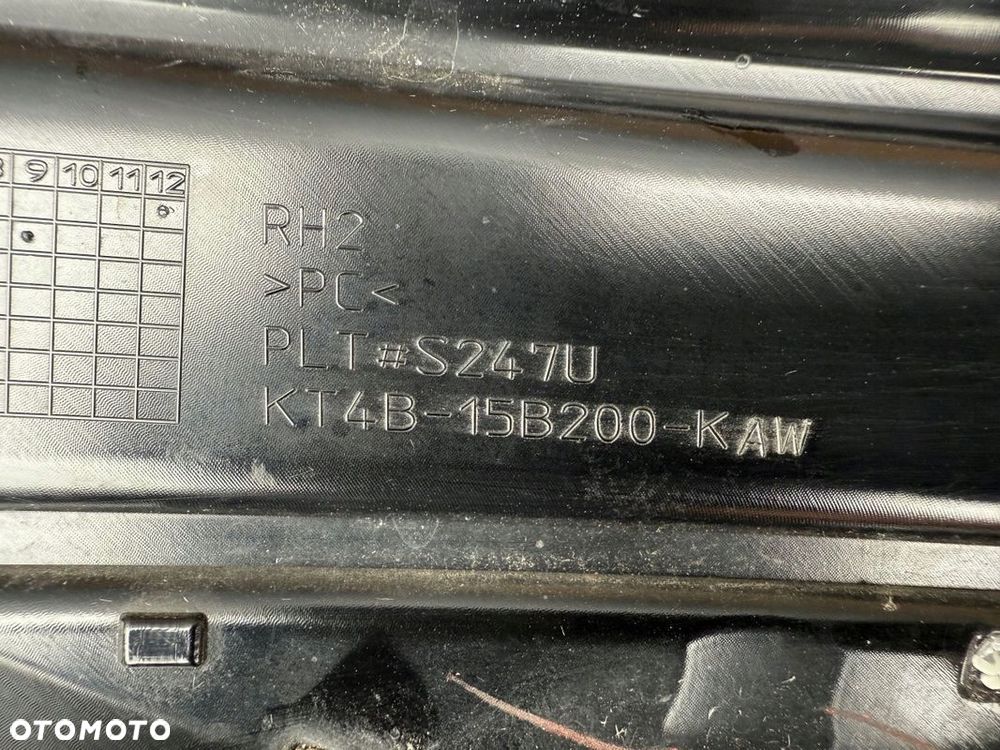 9 10 11 12
RH2
>PC<
PLT#S247U
KT4B-15B200-KAW
OTOMOTO